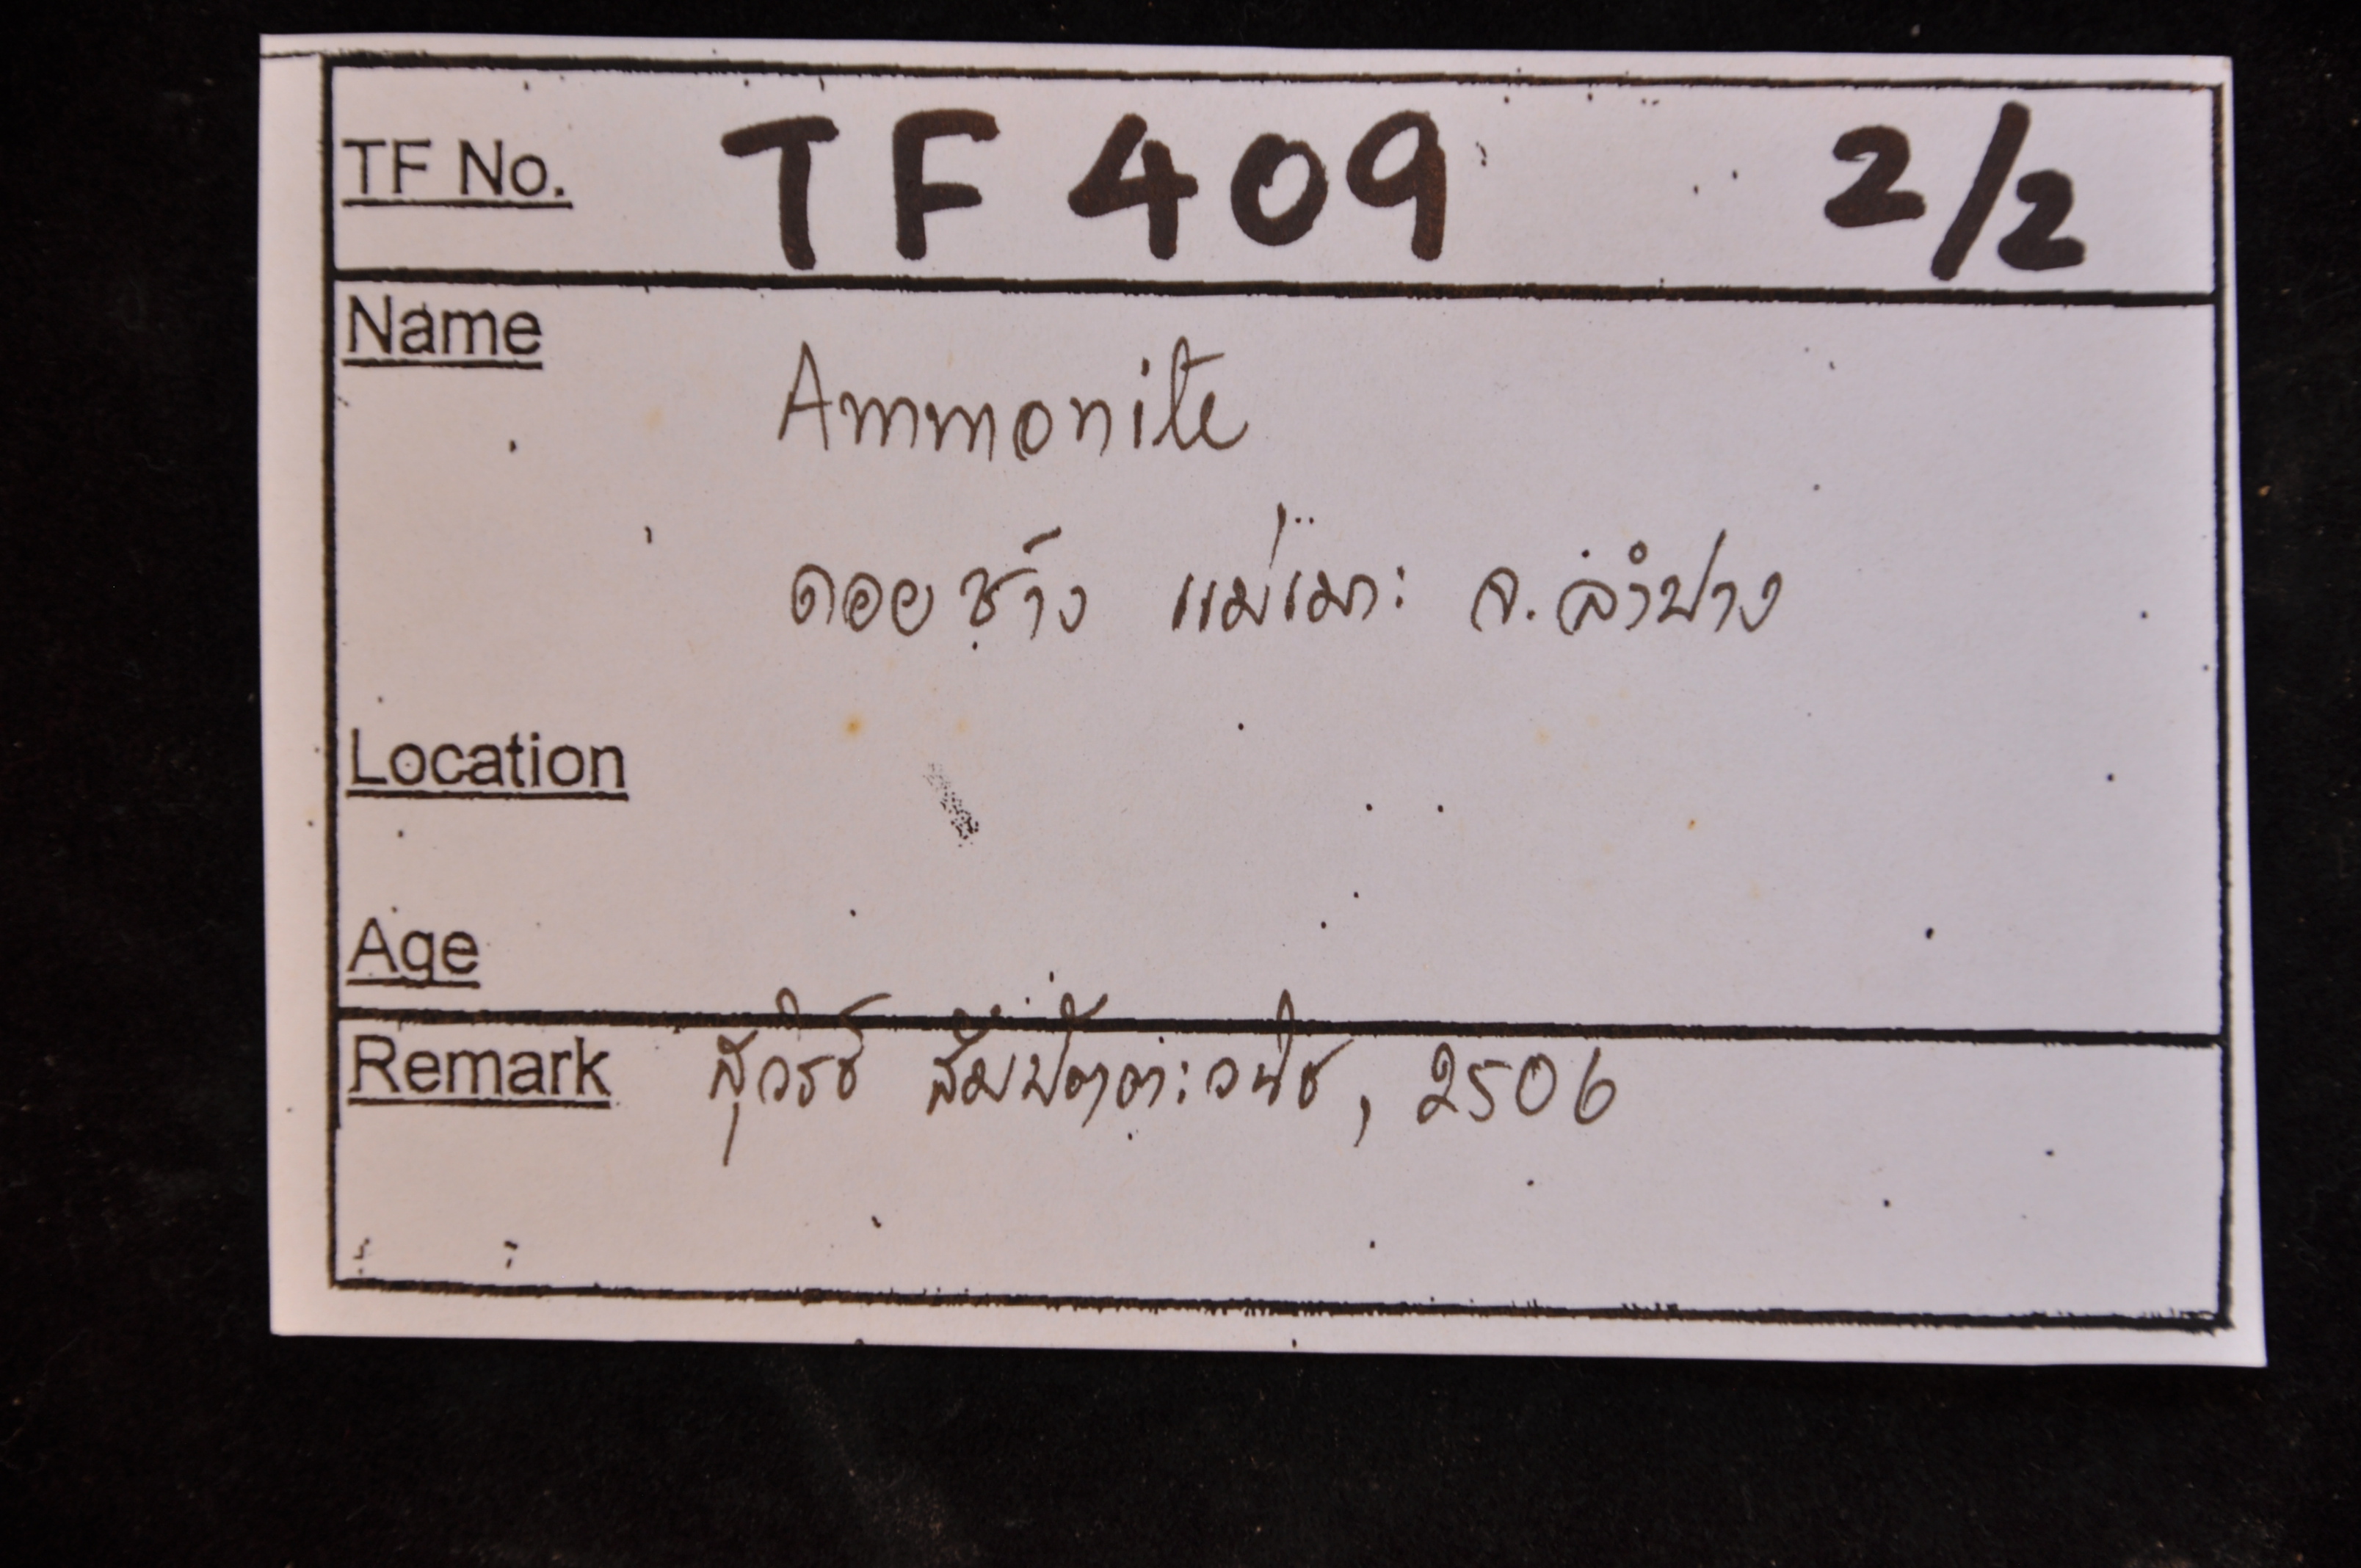 TF No. TF 409 2/2
Name
Ammonite
ดอยช้าง แม่เมาะ จ.ลำปาง
Location
Age
Remark สุวิชช์ สัมปัตตะวนิช, 2506